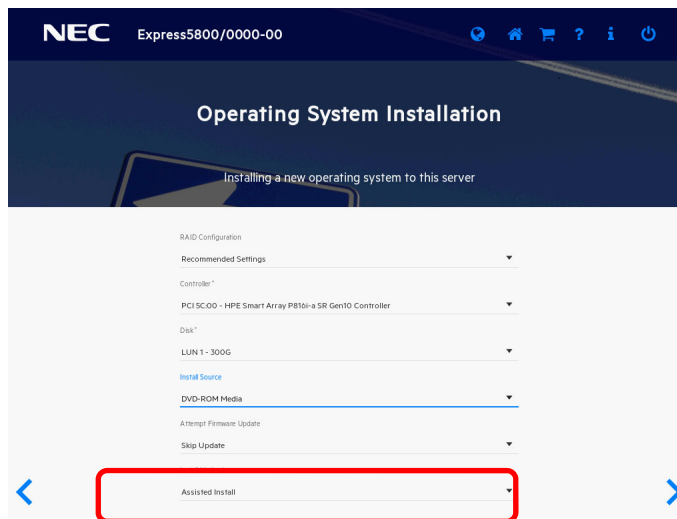 NEC Express5800/0000-00
Operating System Installation
Installing a new operating system to this server
RAID Configuration
Recommended Settings
Controller*
PCI 5C:00 - HPE Smart Array P816i-a SR Gen10 Controller
Disk*
LUN 1 - 300G
Install Source
DVD-ROM Media
Attempt Firmware Update
Skip Update
Assisted Install